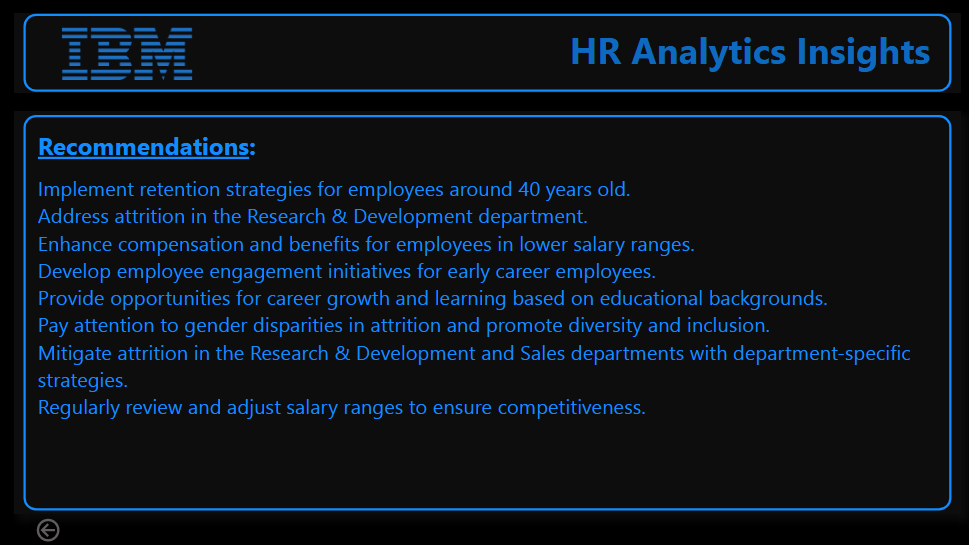 IBM
HR Analytics Insights
Recommendations:
Implement retention strategies for employees around 40 years old.
Address attrition in the Research & Development department.
Enhance compensation and benefits for employees in lower salary ranges.
Develop employee engagement initiatives for early career employees.
Provide opportunities for career growth and learning based on educational backgrounds.
Pay attention to gender disparities in attrition and promote diversity and inclusion.
Mitigate attrition in the Research & Development and Sales departments with department-specific
strategies.
Regularly review and adjust salary ranges to ensure competitiveness.